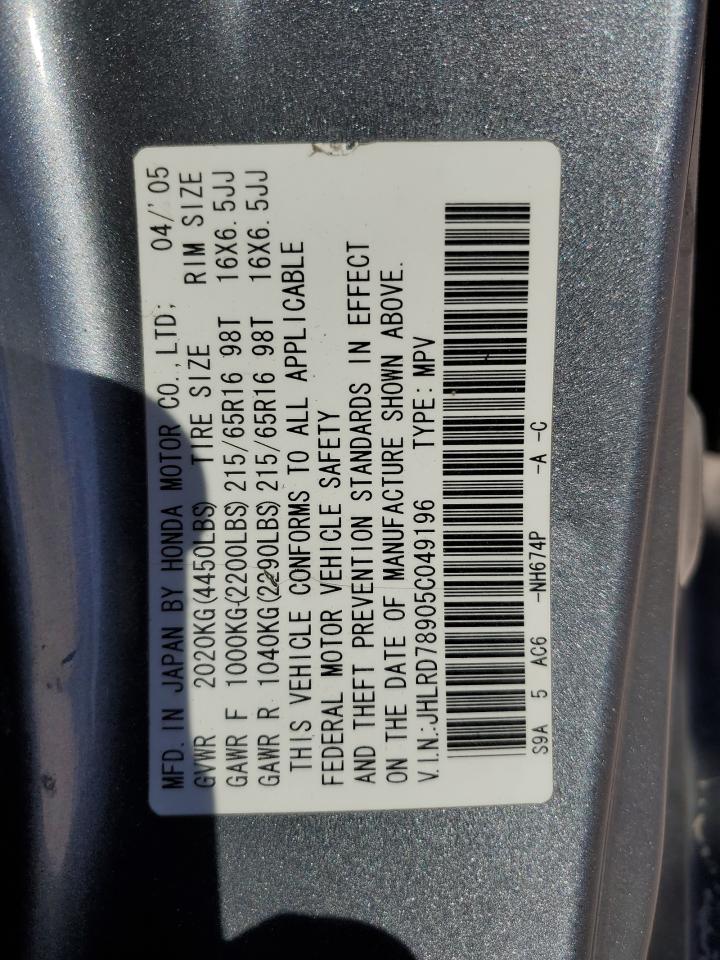 MFD. IN JAPAN BY HONDA MOTOR CO., LTD; 04/'05
GVWR 2020KG(4450LBS) TIRE SIZE RIM SIZE
GAWR F 1000KG(2200LBS)215/65R16 98T 16X6.5JJ
GAWR R 1040KG(2290LBS)215/65R16 98T 16X6.5JJ
THIS VEHICLE CONFORMS TO ALL APPLICABLE
FEDERAL MOTOR VEHICLE SAFETY
AND THEFT PREVENTION STANDARDS IN EFFECT
ON THE DATE OF MANUFACTURE SHOWN ABOVE.
V.I.N.:JHLRD78905C049196 TYPE: MPV
S9A 5 AC6 -NH674P -A -C